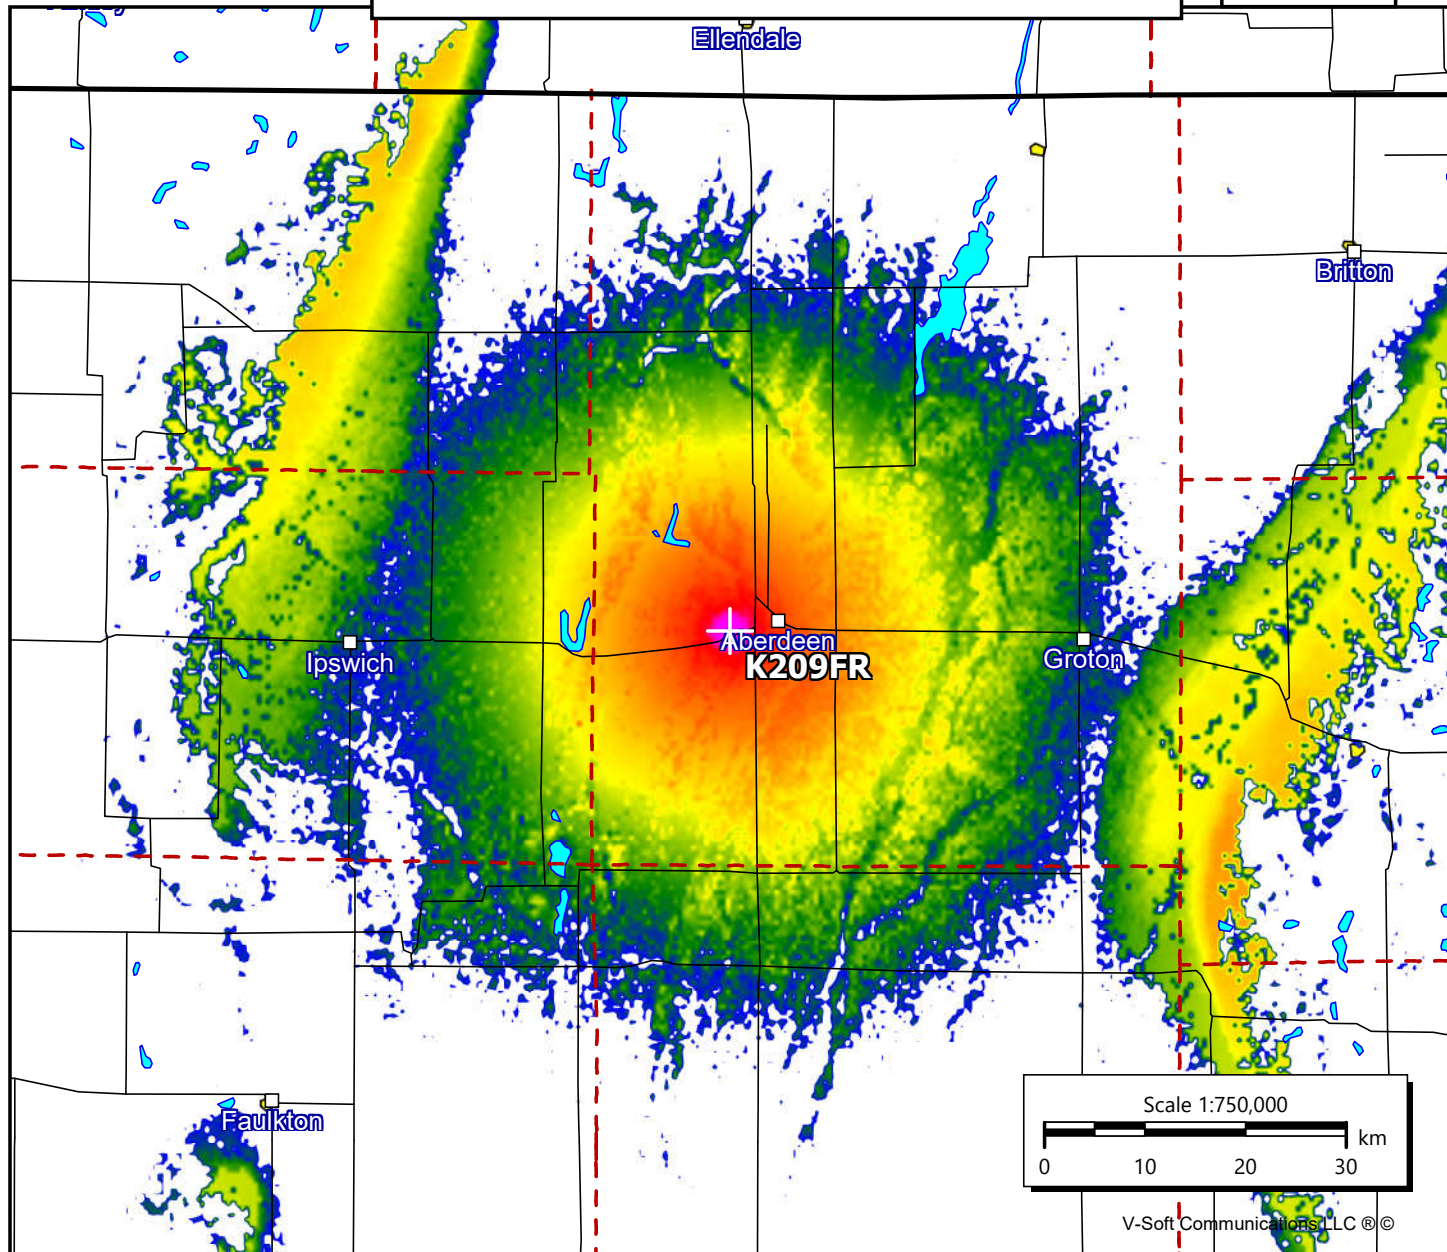 Ellendale
Britton
Aberdeen
K209FR
Ipswich
Groton
Faulkton
Scale 1:750,000
km
0 10 20 30
V-Soft Communications LLC ® ©